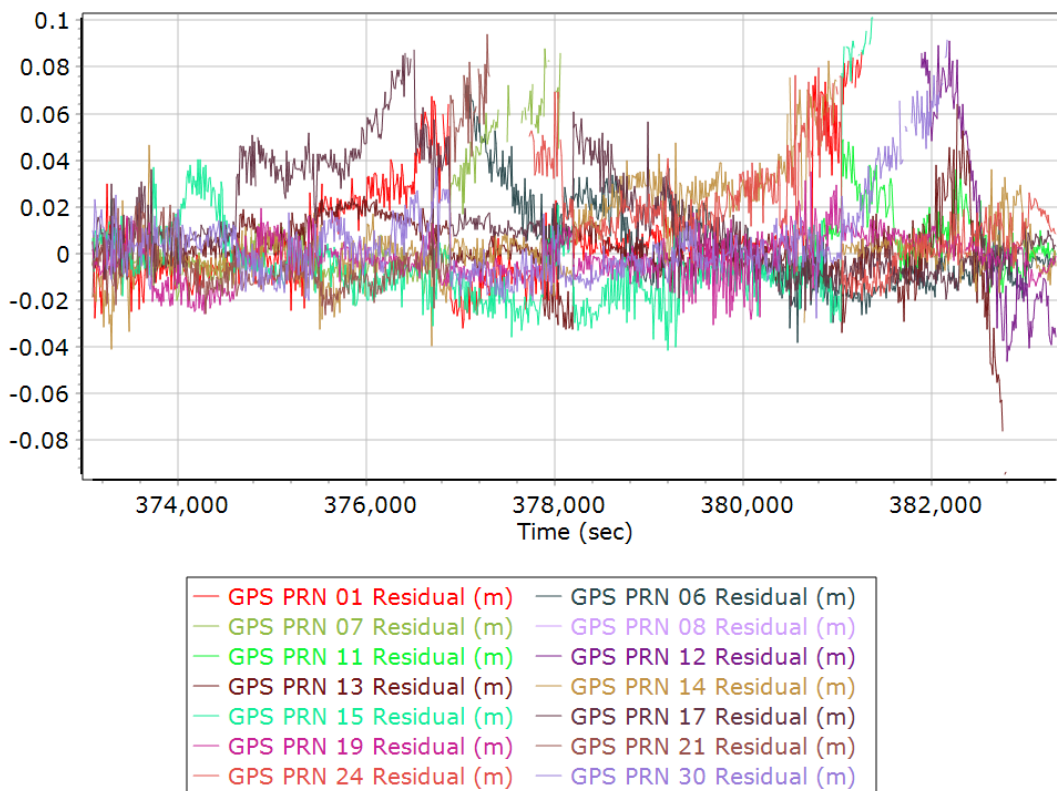 0.1
0.08
0.06
0.04
0.02
0
-0.02
-0.04
-0.06
-0.08
374,000 376,000 378,000 380,000 382,000
Time (sec)
GPS PRN 01 Residual (m) GPS PRN 06 Residual (m)
GPS PRN 07 Residual (m) GPS PRN 08 Residual (m)
GPS PRN 11 Residual (m) GPS PRN 12 Residual (m)
GPS PRN 13 Residual (m) GPS PRN 14 Residual (m)
GPS PRN 15 Residual (m) GPS PRN 17 Residual (m)
GPS PRN 19 Residual (m) GPS PRN 21 Residual (m)
GPS PRN 24 Residual (m) GPS PRN 30 Residual (m)